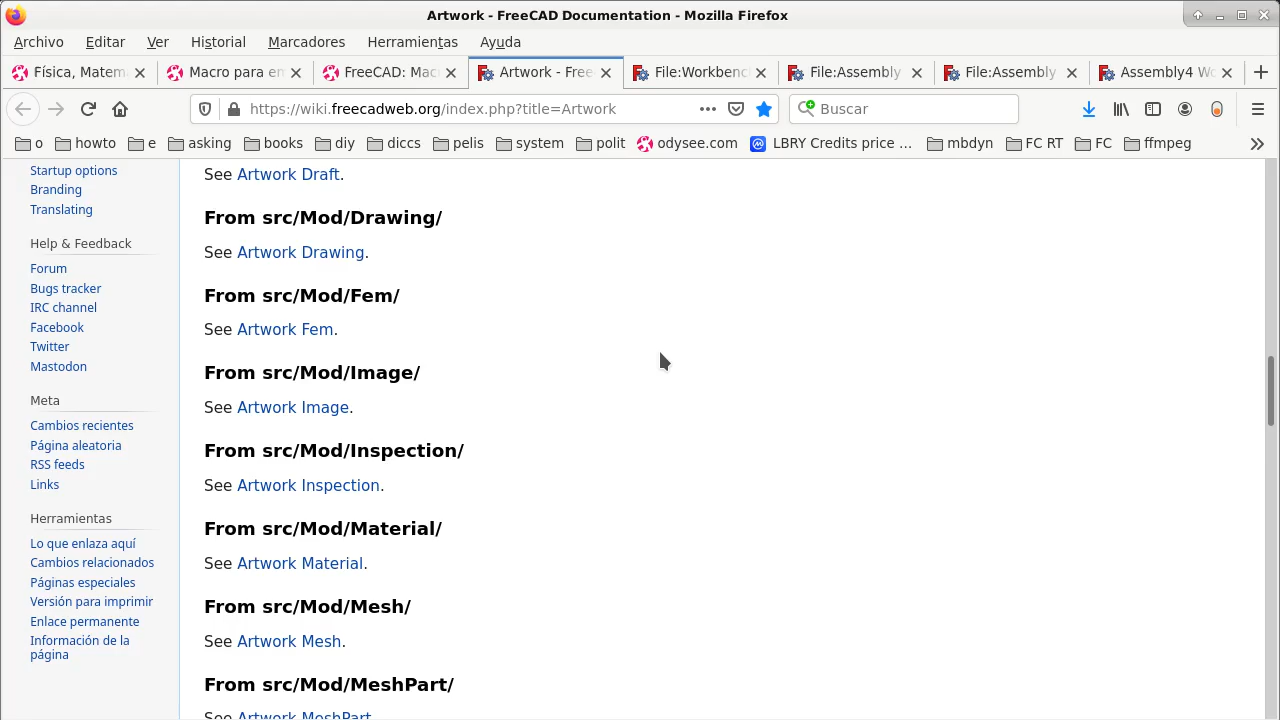 Artwork - FreeCAD Documentation - Mozilla Firefox
Archivo Editar Ver Historial Marcadores Herramientas Ayuda
Física, Matem Macro para en FreeCAD: Mac Artwork - Free File:Workbenc File:Assembly File:Assembly Assembly4 Wo
https://wiki.freecadweb.org/index.php?title=Artwork Buscar
o howto e asking books diy diccs pelis system polit odysee.com LBRY Credits price ... mbdyn FC RT FC ffmpeg
Startup options
Branding
Translating
Help & Feedback
Forum
Bugs tracker
IRC channel
Facebook
Twitter
Mastodon
Meta
Cambios recientes
Página aleatoria
RSS feeds
Links
Herramientas
Lo que enlaza aquí
Cambios relacionados
Páginas especiales
Versión para imprimir
Enlace permanente
Información de la
página
See Artwork Draft.
From src/Mod/Drawing/
See Artwork Drawing.
From src/Mod/Fem/
See Artwork Fem.
From src/Mod/Image/
See Artwork Image.
From src/Mod/Inspection/
See Artwork Inspection.
From src/Mod/Material/
See Artwork Material.
From src/Mod/Mesh/
See Artwork Mesh.
From src/Mod/MeshPart/
See Artwork MeshPart